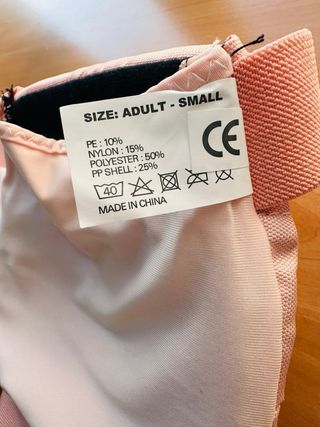 SIZE: ADULT - SMALL
PE : 10%
NYLON : 15%
POLYESTER : 50%
PP SHELL : 25%
CE
40
MADE IN CHINA